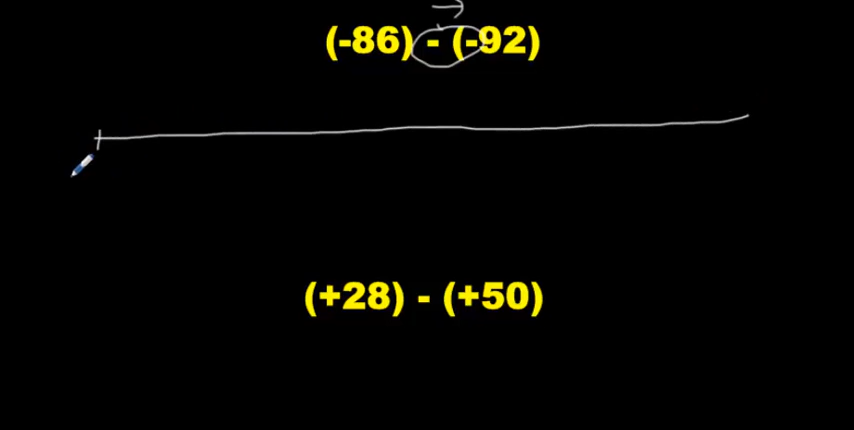 (-86) - (-92)
(+28) - (+50)